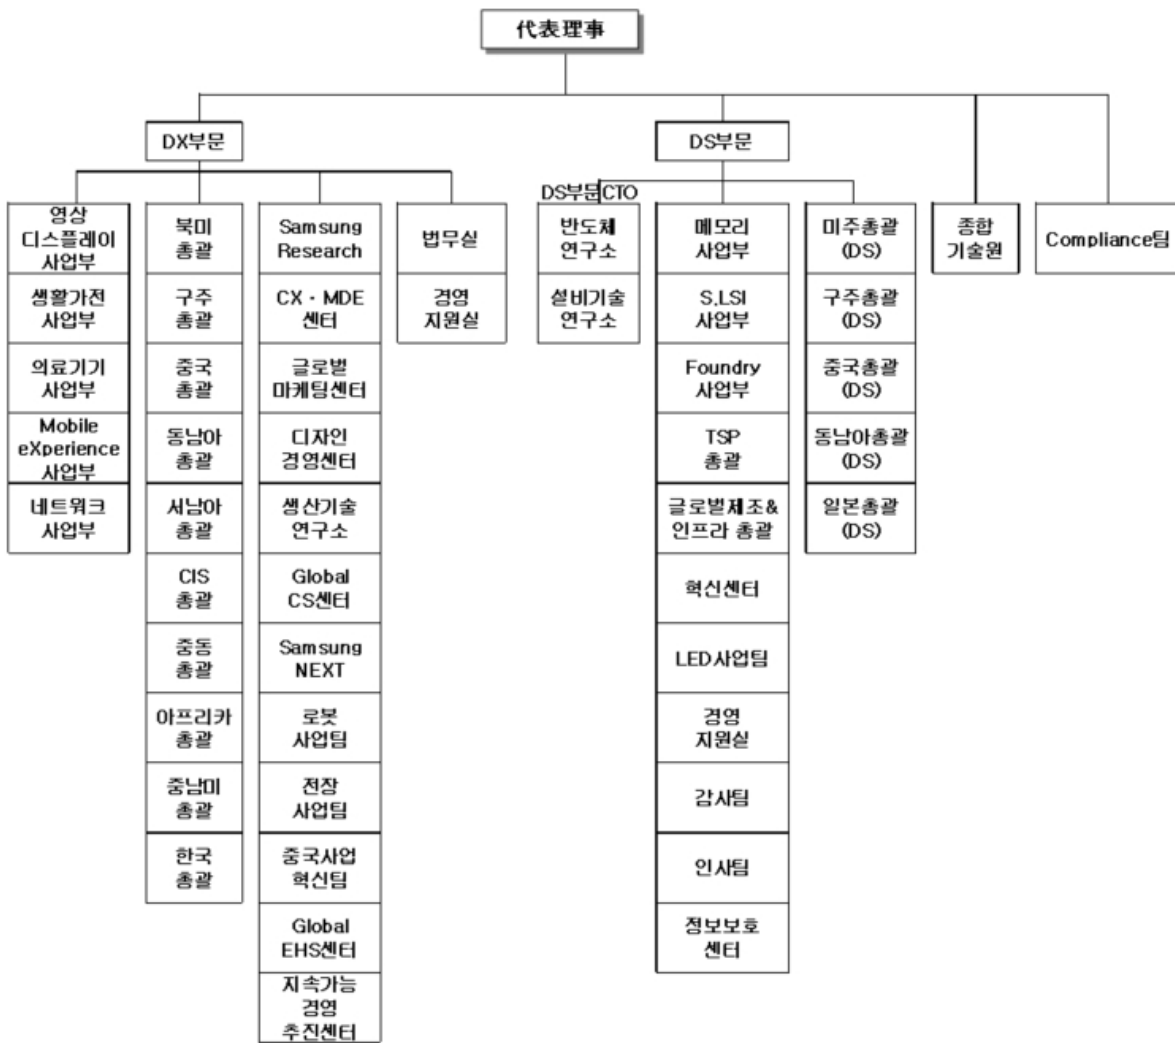 代表理事
DX부문
DS부문
DS부문CTO
영상
디스플레이
사업부
생활가전
사업부
의료기기
사업부
Mobile
eXperience
사업부
네트워크
사업부
북미
총괄
구주
총괄
중국
총괄
동남아
총괄
서남아
총괄
CIS
총괄
중동
총괄
아프리카
총괄
중남미
총괄
한국
총괄
Samsung
Research
CX · MDE
센터
글로벌
마케팅센터
디자인
경영센터
생산기술
연구소
Global
CS센터
Samsung
NEXT
로봇
사업팀
전장
사업팀
중국사업
혁신팀
Global
EHS센터
지속가능
경영
추진센터
법무실
경영
지원실
반도체
연구소
설비기술
연구소
메모리
사업부
S.LSI
사업부
Foundry
사업부
TSP
총괄
글로벌제조&
인프라 총괄
혁신센터
LED사업팀
경영
지원실
감사팀
인사팀
정보보호
센터
미주총괄
(DS)
구주총괄
(DS)
중국총괄
(DS)
동남아총괄
(DS)
일본총괄
(DS)
종합
기술원
Compliance팀